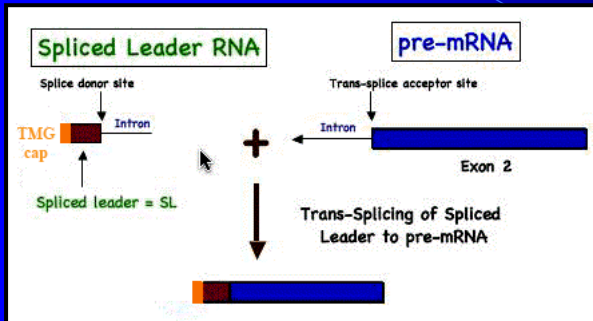 Spliced Leader RNA
pre-mRNA
Splice donor site
Trans-splice acceptor site
TMG
cap
Intron
Intron
Exon 2
Spliced leader = SL
+
Trans-Splicing of Spliced
Leader to pre-mRNA